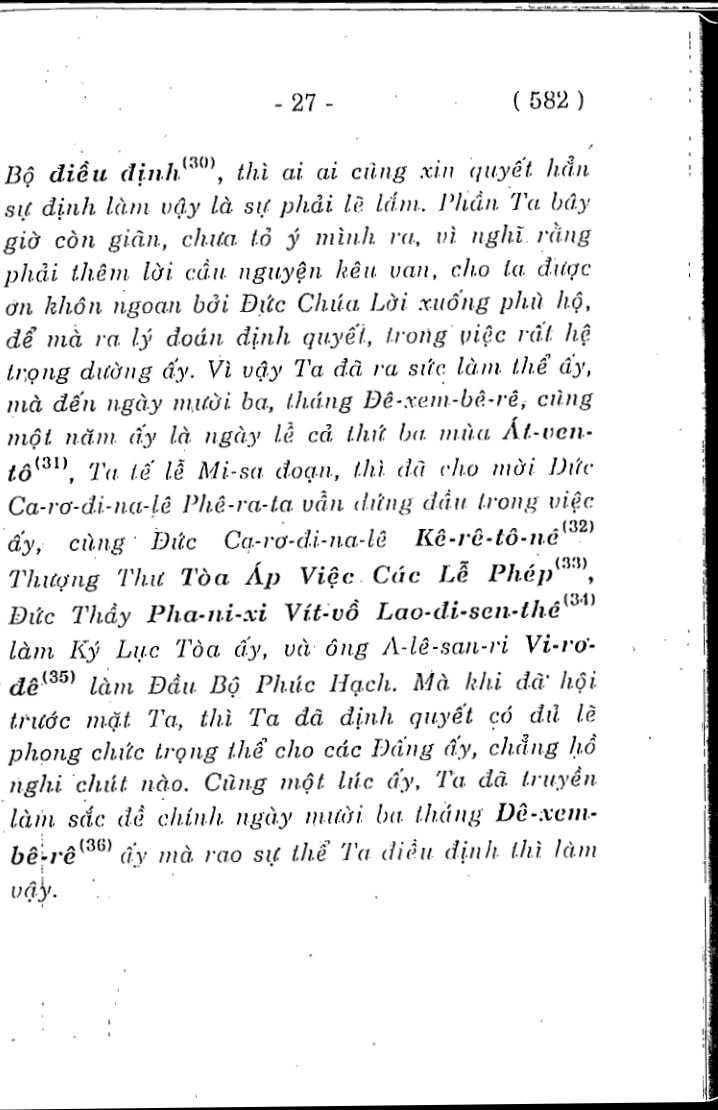 - 27 - ( 582 )
Bộ điều định(30), thì ai ai cũng xin quyết hẳn
sự định làm vậy là sự phải lẽ lắm. Phần Ta bây
giờ còn giãn, chưa tỏ ý mình ra, vì nghĩ rằng
phải thêm lời cầu nguyện kêu van, cho ta được
ơn khôn ngoan bởi Đức Chúa Lời xuống phù hộ,
để mà ra lý đoán định quyết, trong việc rất hệ
trọng dường ấy. Vì vậy Ta đã ra sức làm thể ấy,
mà đến ngày mười ba, tháng Đê-xem-bê-rê, cũng
một năm ấy là ngày lễ cả thứ ba mùa Át-ven-
tô(31), Ta tế lễ Mi-sa đoạn, thì đã cho mời Đức
Ca-rơ-đi-na-lê Phê-ra-ta vẫn đứng đầu trong việc
ấy, cùng Đức Ca-rơ-đi-na-lê Kê-rê-tô-nê(32)
Thượng Thư Tòa Áp Việc Các Lễ Phép(33),
Đức Thầy Pha-ni-xi Vít-vồ Lao-đi-sen-thê(34)
làm Ký Lục Tòa ấy, và ông A-lê-san-ri Vi-rơ-
đê(35) làm Đầu Bộ Phúc Hạch. Mà khi đã hội
trước mặt Ta, thì Ta đã định quyết có đủ lẽ
phong chức trọng thể cho các Đấng ấy, chẳng hồ
nghi chút nào. Cũng một lúc ấy, Ta đã truyền
làm sắc đề chính ngày mười ba tháng Dê-xem-
bê-rê(36) ấy mà rao sự thể Ta điều định thì làm
vậy.